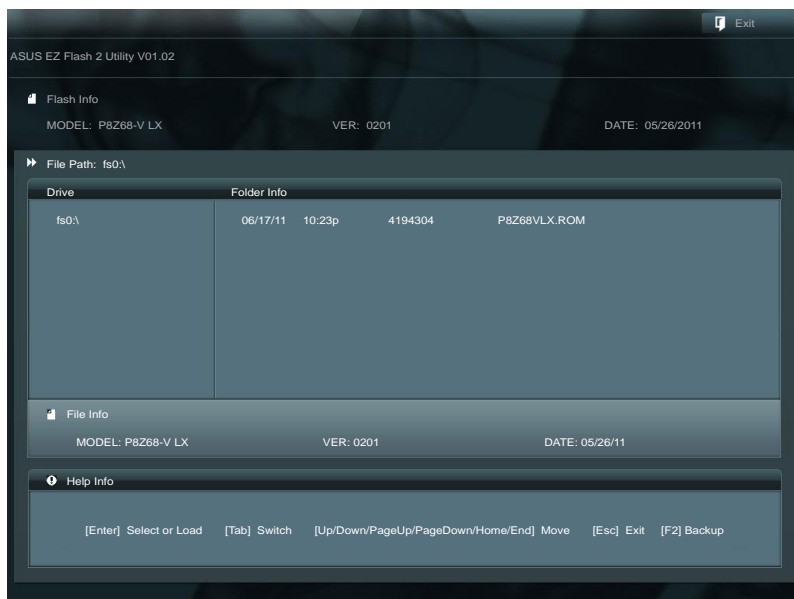 Exit
ASUS EZ Flash 2 Utility V01.02
Flash Info
MODEL: P8Z68-V LX VER: 0201 DATE: 05/26/2011
File Path: fs0:\
Drive Folder Info
fs0:\ 06/17/11 10:23p 4194304 P8Z68VLX.ROM
File Info
MODEL: P8Z68-V LX VER: 0201 DATE: 05/26/11
Help Info
[Enter] Select or Load [Tab] Switch [Up/Down/PageUp/PageDown/Home/End] Move [Esc] Exit [F2] Backup